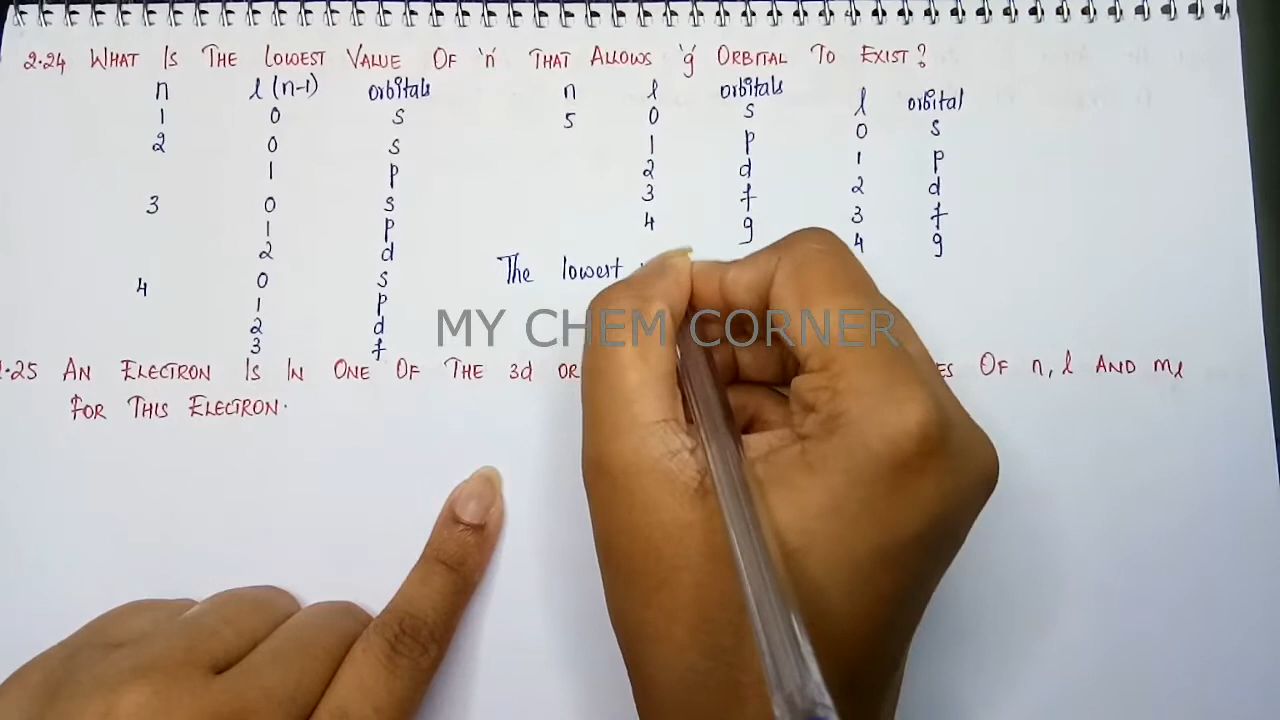 2.24 WHAT IS THE LOWEST VALUE OF 'n' THAT ALLOWS 'g' ORBITAL TO EXIST?
n l (n-1) orbitals
1 0 s
2 0 s
1 p
3 0 s
1 p
2 d
4 0 s
1 p
2 d
3 f
n l orbitals
5 0 s
1 p
2 d
3 f
4 g
l orbital
0 s
1 p
2 d
3 f
4 g
The lowest
MY CHEM CORNER
.25 AN ELECTRON IS IN ONE OF THE 3d OF n, l AND ml
FOR THIS ELECTRON.